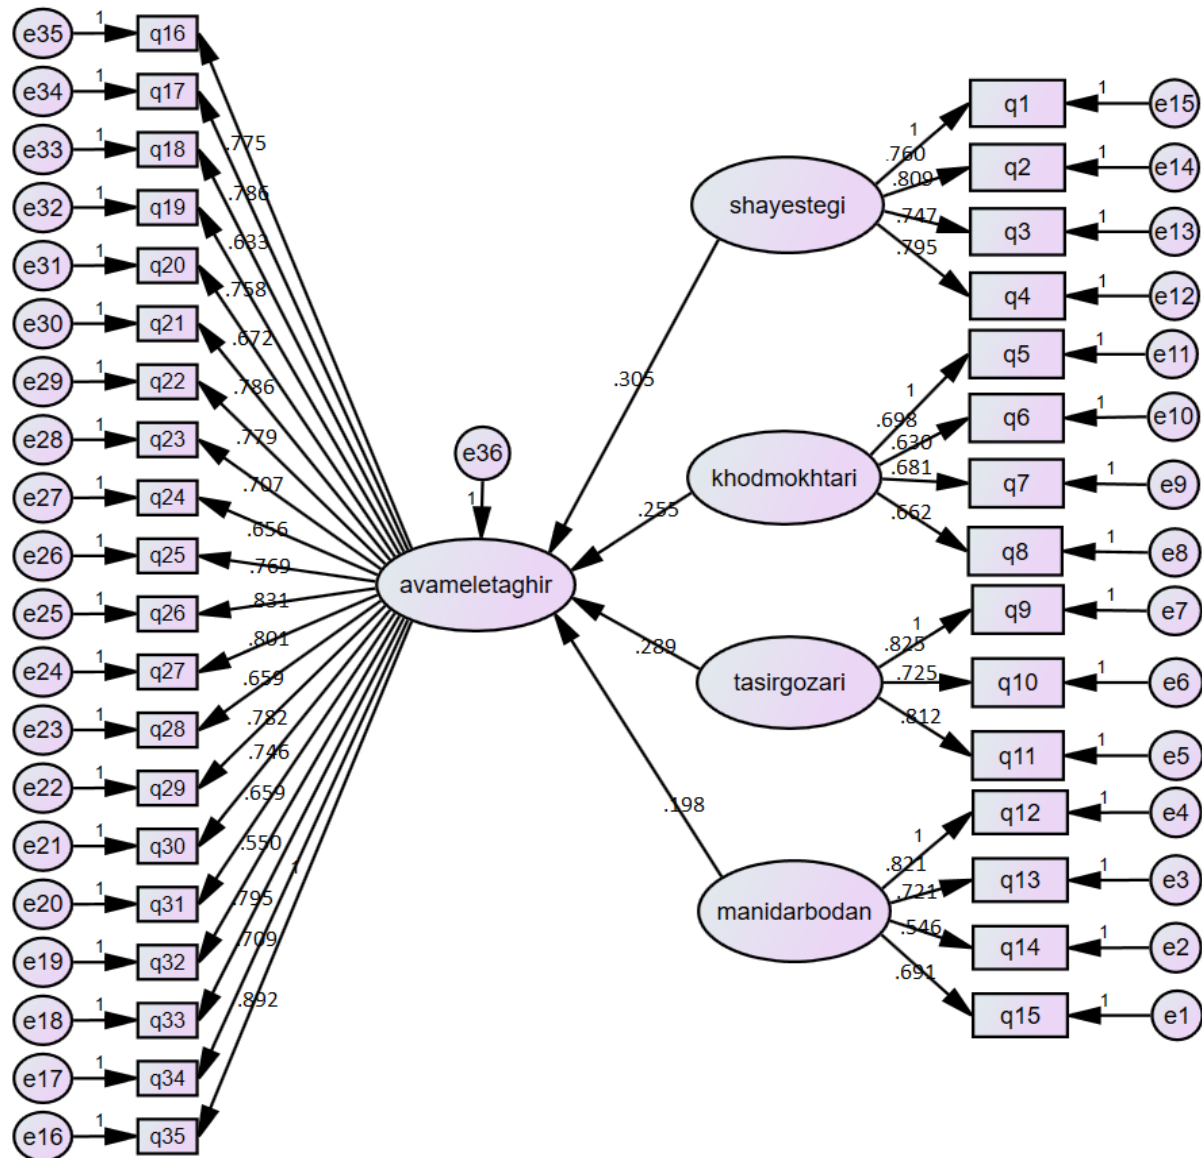 e35 1 q16
e34 1 q17
e33 1 q18
e32 1 q19
e31 1 q20
e30 1 q21
e29 1 q22
e28 1 q23
e27 1 q24
e26 1 q25
e25 1 q26
e24 1 q27
e23 1 q28
e22 1 q29
e21 1 q30
e20 1 q31
e19 1 q32
e18 1 q33
e17 1 q34
e16 1 q35
.775
.786
.633
.758
.672
.786
.779
.707
.656
.769
.831
.801
.659
.782
.746
.659
.550
.795
.709
.892
1
e36
1
avameletaghir
.305
.255
.289
.198
shayestegi
1
.760
.809
.747
.795
q1 1 e15
q2 1 e14
q3 1 e13
q4 1 e12
khodmokhtari
1
.698
.630
.681
.662
q5 1 e11
q6 1 e10
q7 1 e9
q8 1 e8
tasirgozari
1
.825
.725
.812
q9 1 e7
q10 1 e6
q11 1 e5
manidarbodan
1
.821
.721
.546
.691
q12 1 e4
q13 1 e3
q14 1 e2
q15 1 e1